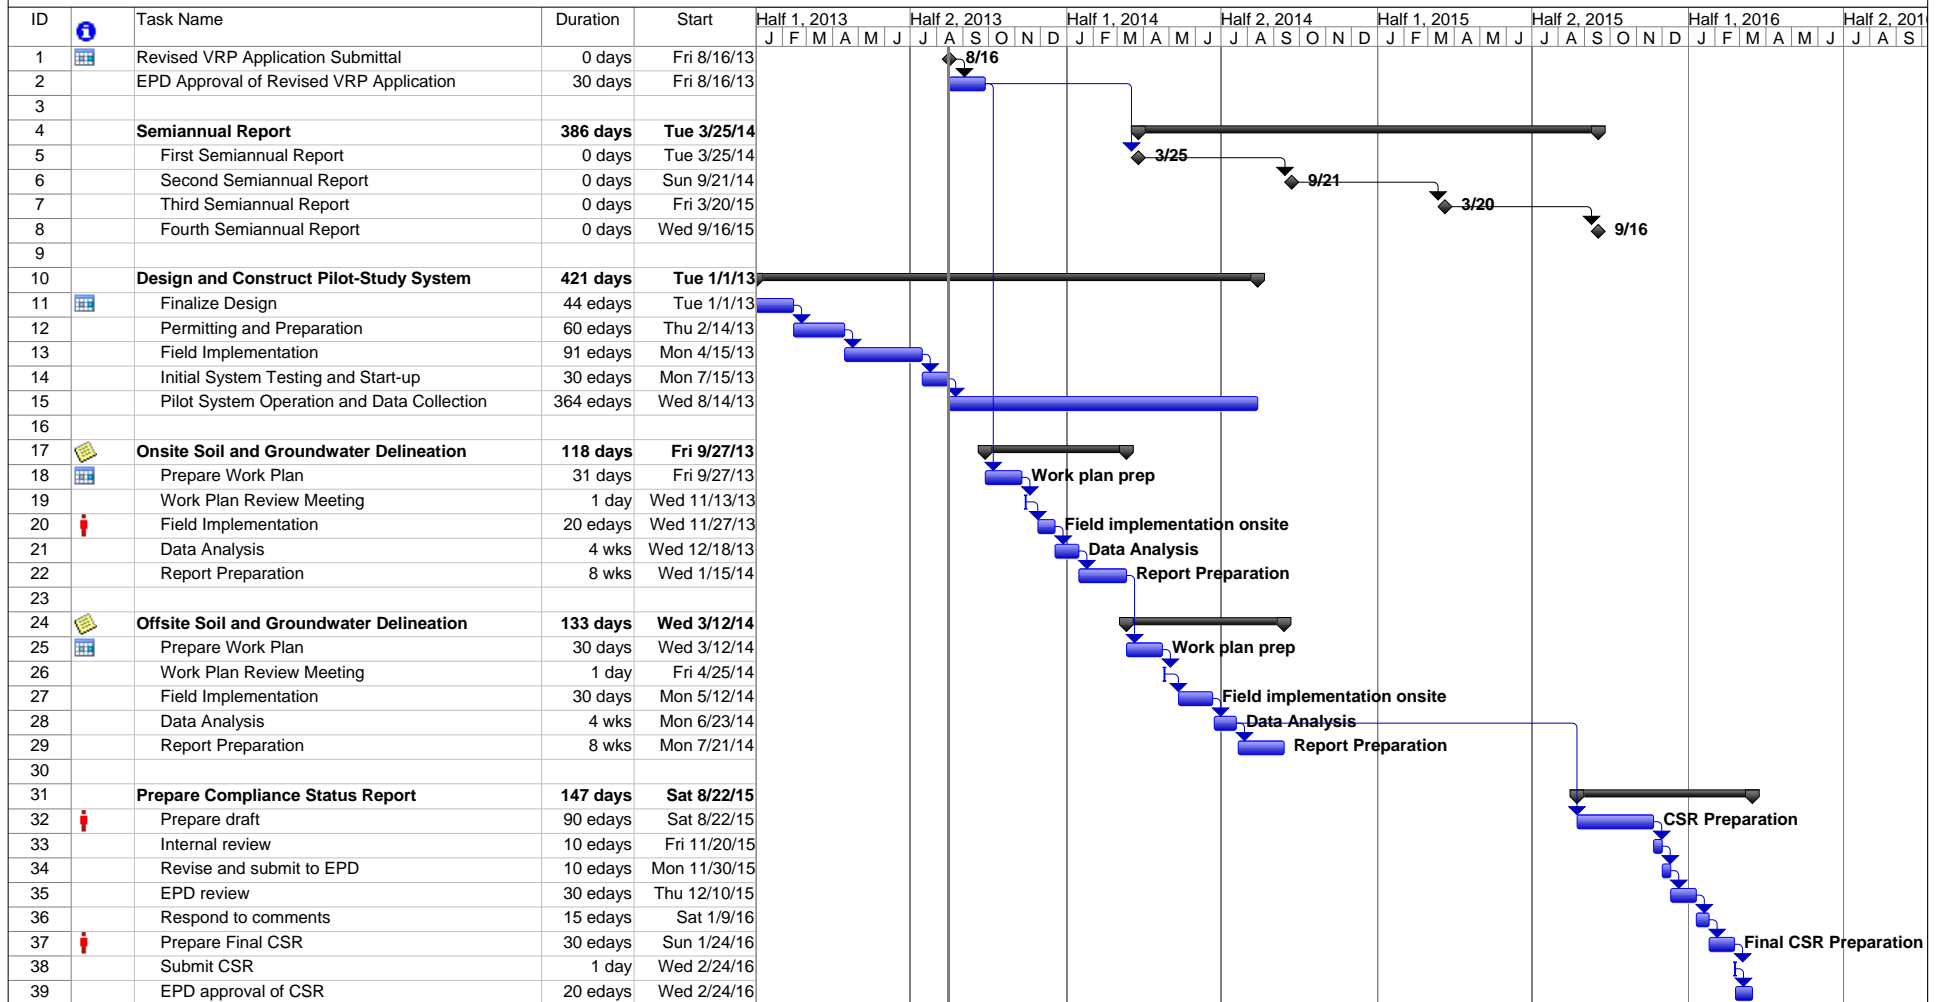 ID Task Name Duration Start Half 1, 2013 Half 2, 2013 Half 1, 2014 Half 2, 2014 Half 1, 2015 Half 2, 2015 Half 1, 2016 Half 2, 201
J F M A M J J A S O N D J F M A M J J A S O N D J F M A M J J A S O N D J F M A M J J A S
1 Revised VRP Application Submittal 0 days Fri 8/16/13 8/16
2 EPD Approval of Revised VRP Application 30 days Fri 8/16/13
3
4 Semiannual Report 386 days Tue 3/25/14
5 First Semiannual Report 0 days Tue 3/25/14 3/25
6 Second Semiannual Report 0 days Sun 9/21/14 9/21
7 Third Semiannual Report 0 days Fri 3/20/15 3/20
8 Fourth Semiannual Report 0 days Wed 9/16/15 9/16
9
10 Design and Construct Pilot-Study System 421 days Tue 1/1/13
11 Finalize Design 44 edays Tue 1/1/13
12 Permitting and Preparation 60 edays Thu 2/14/13
13 Field Implementation 91 edays Mon 4/15/13
14 Initial System Testing and Start-up 30 edays Mon 7/15/13
15 Pilot System Operation and Data Collection 364 edays Wed 8/14/13
16
17 Onsite Soil and Groundwater Delineation 118 days Fri 9/27/13
18 Prepare Work Plan 31 days Fri 9/27/13 Work plan prep
19 Work Plan Review Meeting 1 day Wed 11/13/13
20 Field Implementation 20 edays Wed 11/27/13 Field implementation onsite
21 Data Analysis 4 wks Wed 12/18/13 Data Analysis
22 Report Preparation 8 wks Wed 1/15/14 Report Preparation
23
24 Offsite Soil and Groundwater Delineation 133 days Wed 3/12/14
25 Prepare Work Plan 30 days Wed 3/12/14 Work plan prep
26 Work Plan Review Meeting 1 day Fri 4/25/14
27 Field Implementation 30 days Mon 5/12/14 Field implementation onsite
28 Data Analysis 4 wks Mon 6/23/14 Data Analysis
29 Report Preparation 8 wks Mon 7/21/14 Report Preparation
30
31 Prepare Compliance Status Report 147 days Sat 8/22/15
32 Prepare draft 90 edays Sat 8/22/15 CSR Preparation
33 Internal review 10 edays Fri 11/20/15
34 Revise and submit to EPD 10 edays Mon 11/30/15
35 EPD review 30 edays Thu 12/10/15
36 Respond to comments 15 edays Sat 1/9/16
37 Prepare Final CSR 30 edays Sun 1/24/16 Final CSR Preparation
38 Submit CSR 1 day Wed 2/24/16
39 EPD approval of CSR 20 edays Wed 2/24/16